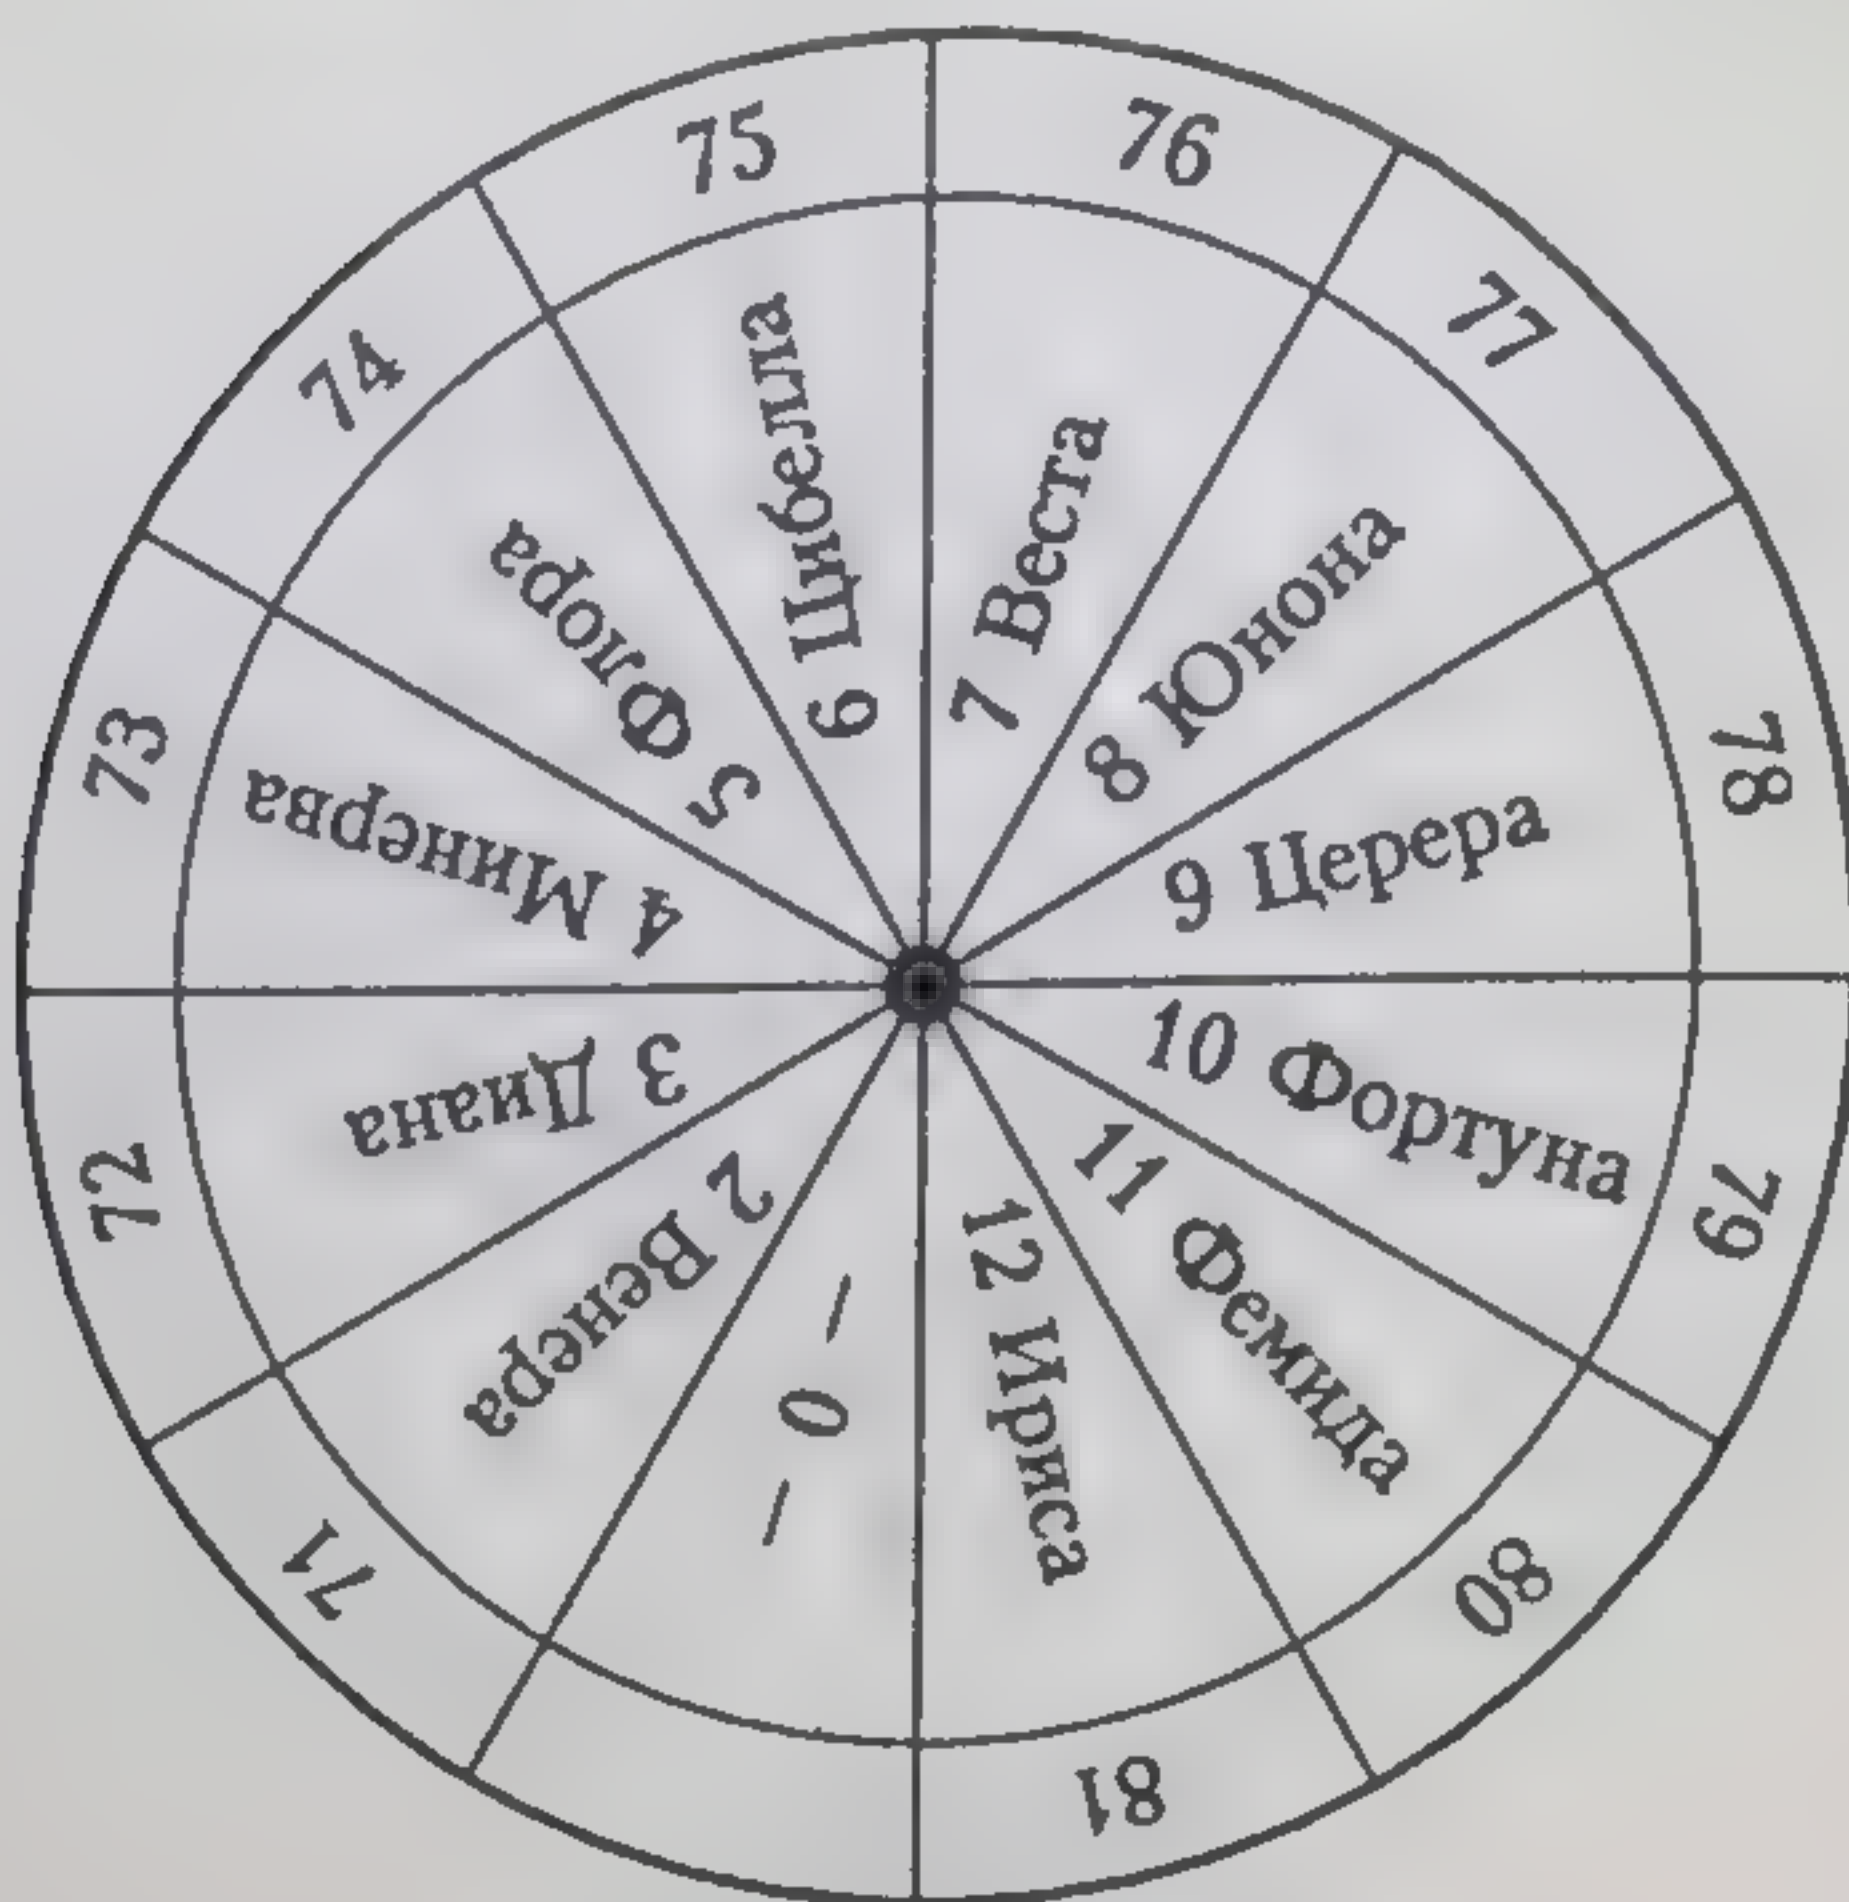 75
76
77
78
79
80
81
71
72
73
74
– 0 –
2 Венера
3 Диана
4 Минерва
5 Флора
6 Цибелла
7 Веста
8 Юнона
9 Церера
10 Фортуна
11 Фемида
12 Ириса